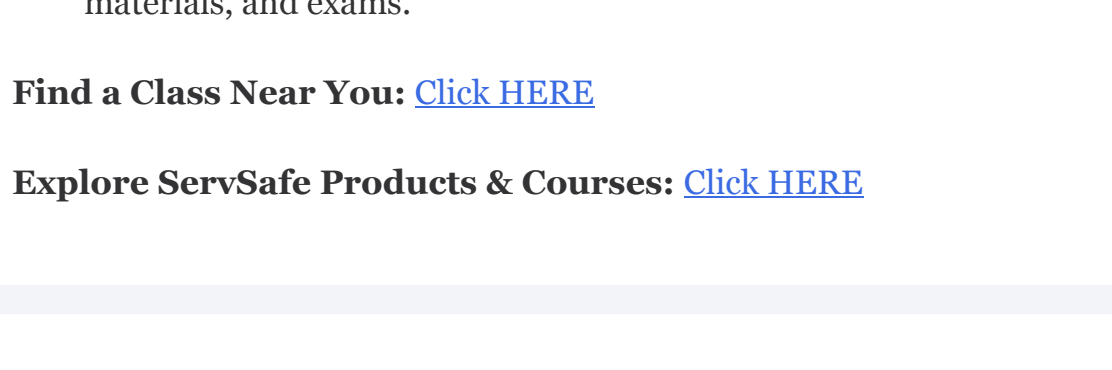 materials, and exams.
Find a Class Near You: Click HERE
Explore ServSafe Products & Courses: Click HERE